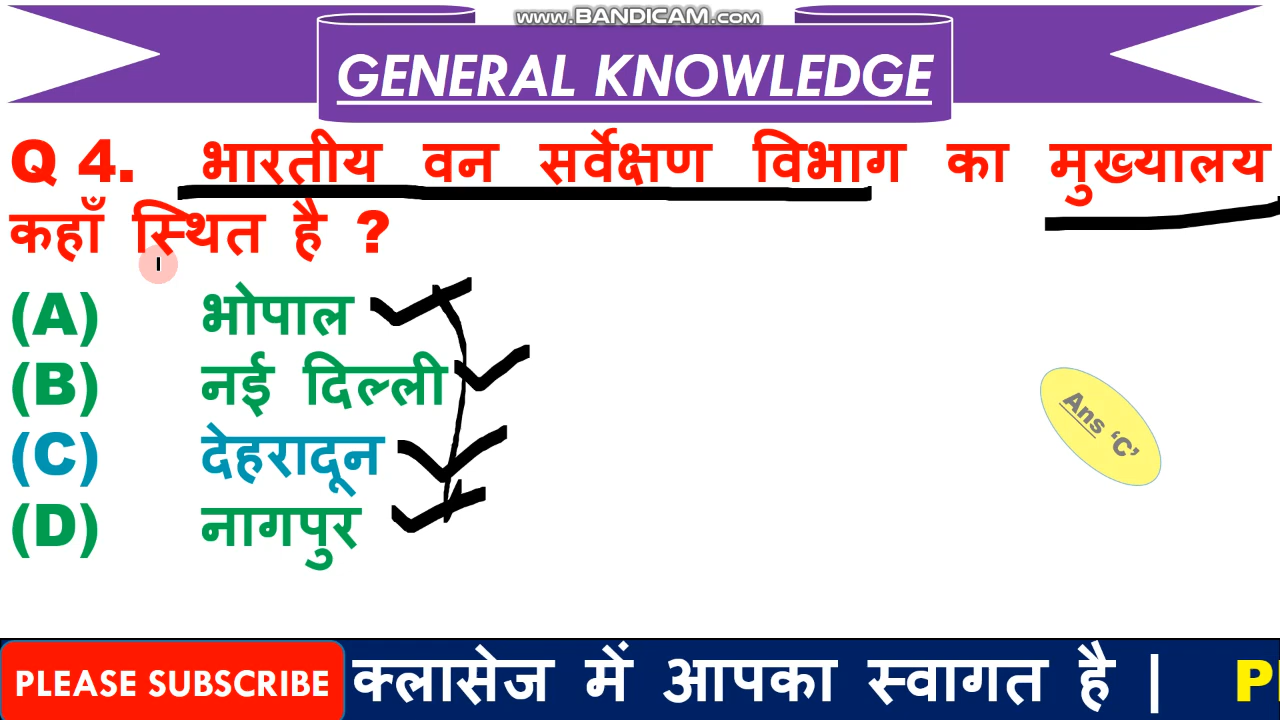 www.BANDICAM.com
GENERAL KNOWLEDGE
Q 4. भारतीय वन सर्वेक्षण विभाग का मुख्यालय
कहाँ स्थित है ?
(A) भोपाल
(B) नई दिल्ली
(C) देहरादून
(D) नागपुर
Ans ‘C’
PLEASE SUBSCRIBE
क्लासेज में आपका स्वागत है |